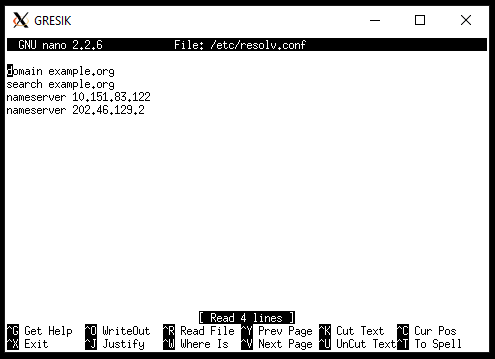 GRESIK
GNU nano 2.2.6 File: /etc/resolv.conf
domain example.org
search example.org
nameserver 10.151.83.122
nameserver 202.46.129.2
[ Read 4 lines ]
^G Get Help ^O WriteOut ^R Read File ^Y Prev Page ^K Cut Text ^C Cur Pos
^X Exit ^J Justify ^W Where Is ^V Next Page ^U UnCut Text ^T To Spell